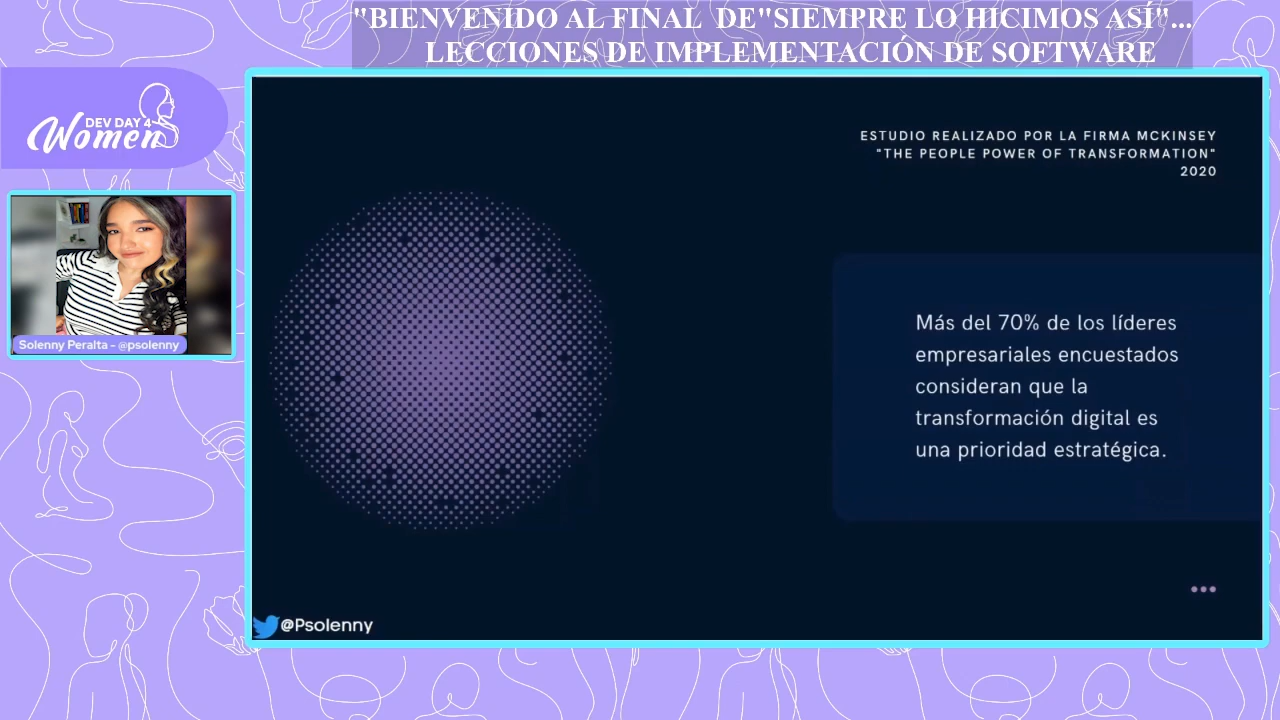 "BIENVENIDO AL FINAL  DE"SIEMPRE LO HICIMOS ASÍ"...
LECCIONES DE IMPLEMENTACIÓN DE SOFTWARE
DEV DAY 4
Women
Solenny Peralta - @psolenny
ESTUDIO REALIZADO POR LA FIRMA MCKINSEY
"THE PEOPLE POWER OF TRANSFORMATION"
2020
Más del 70% de los líderes
empresariales encuestados
consideran que la
transformación digital es
una prioridad estratégica.
@Psolenny